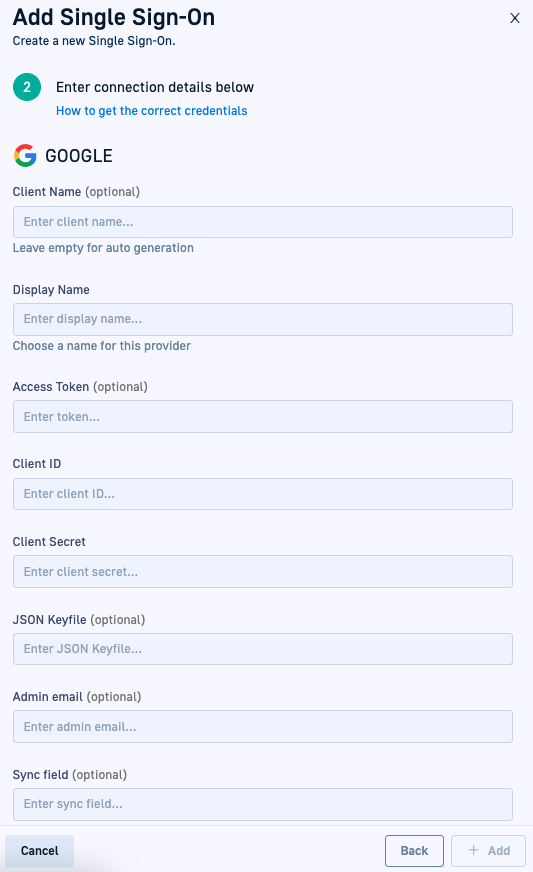 Add Single Sign-On
X
Create a new Single Sign-On.
2
Enter connection details below
How to get the correct credentials
GOOGLE
Client Name (optional)
Enter client name...
Leave empty for auto generation
Display Name
Enter display name...
Choose a name for this provider
Access Token (optional)
Enter token...
Client ID
Enter client ID...
Client Secret
Enter client secret...
JSON Keyfile (optional)
Enter JSON Keyfile...
Admin email (optional)
Enter admin email...
Sync field (optional)
Enter sync field...
Cancel
Back
+ Add